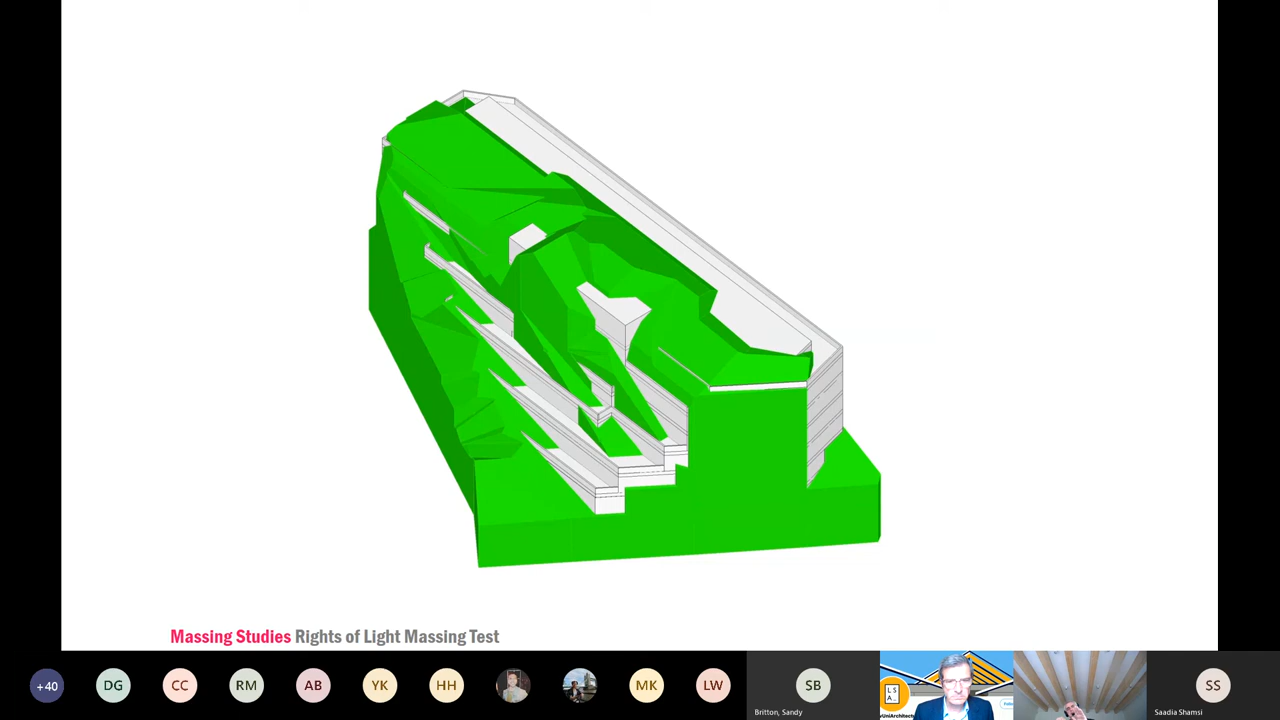 Massing Studies Rights of Light Massing Test
+40
DG
CC
RM
AB
YK
HH
MK
LW
SB
Britton, Sandy
L S
A.
UniArchitect
SS
Saadia Shamsi